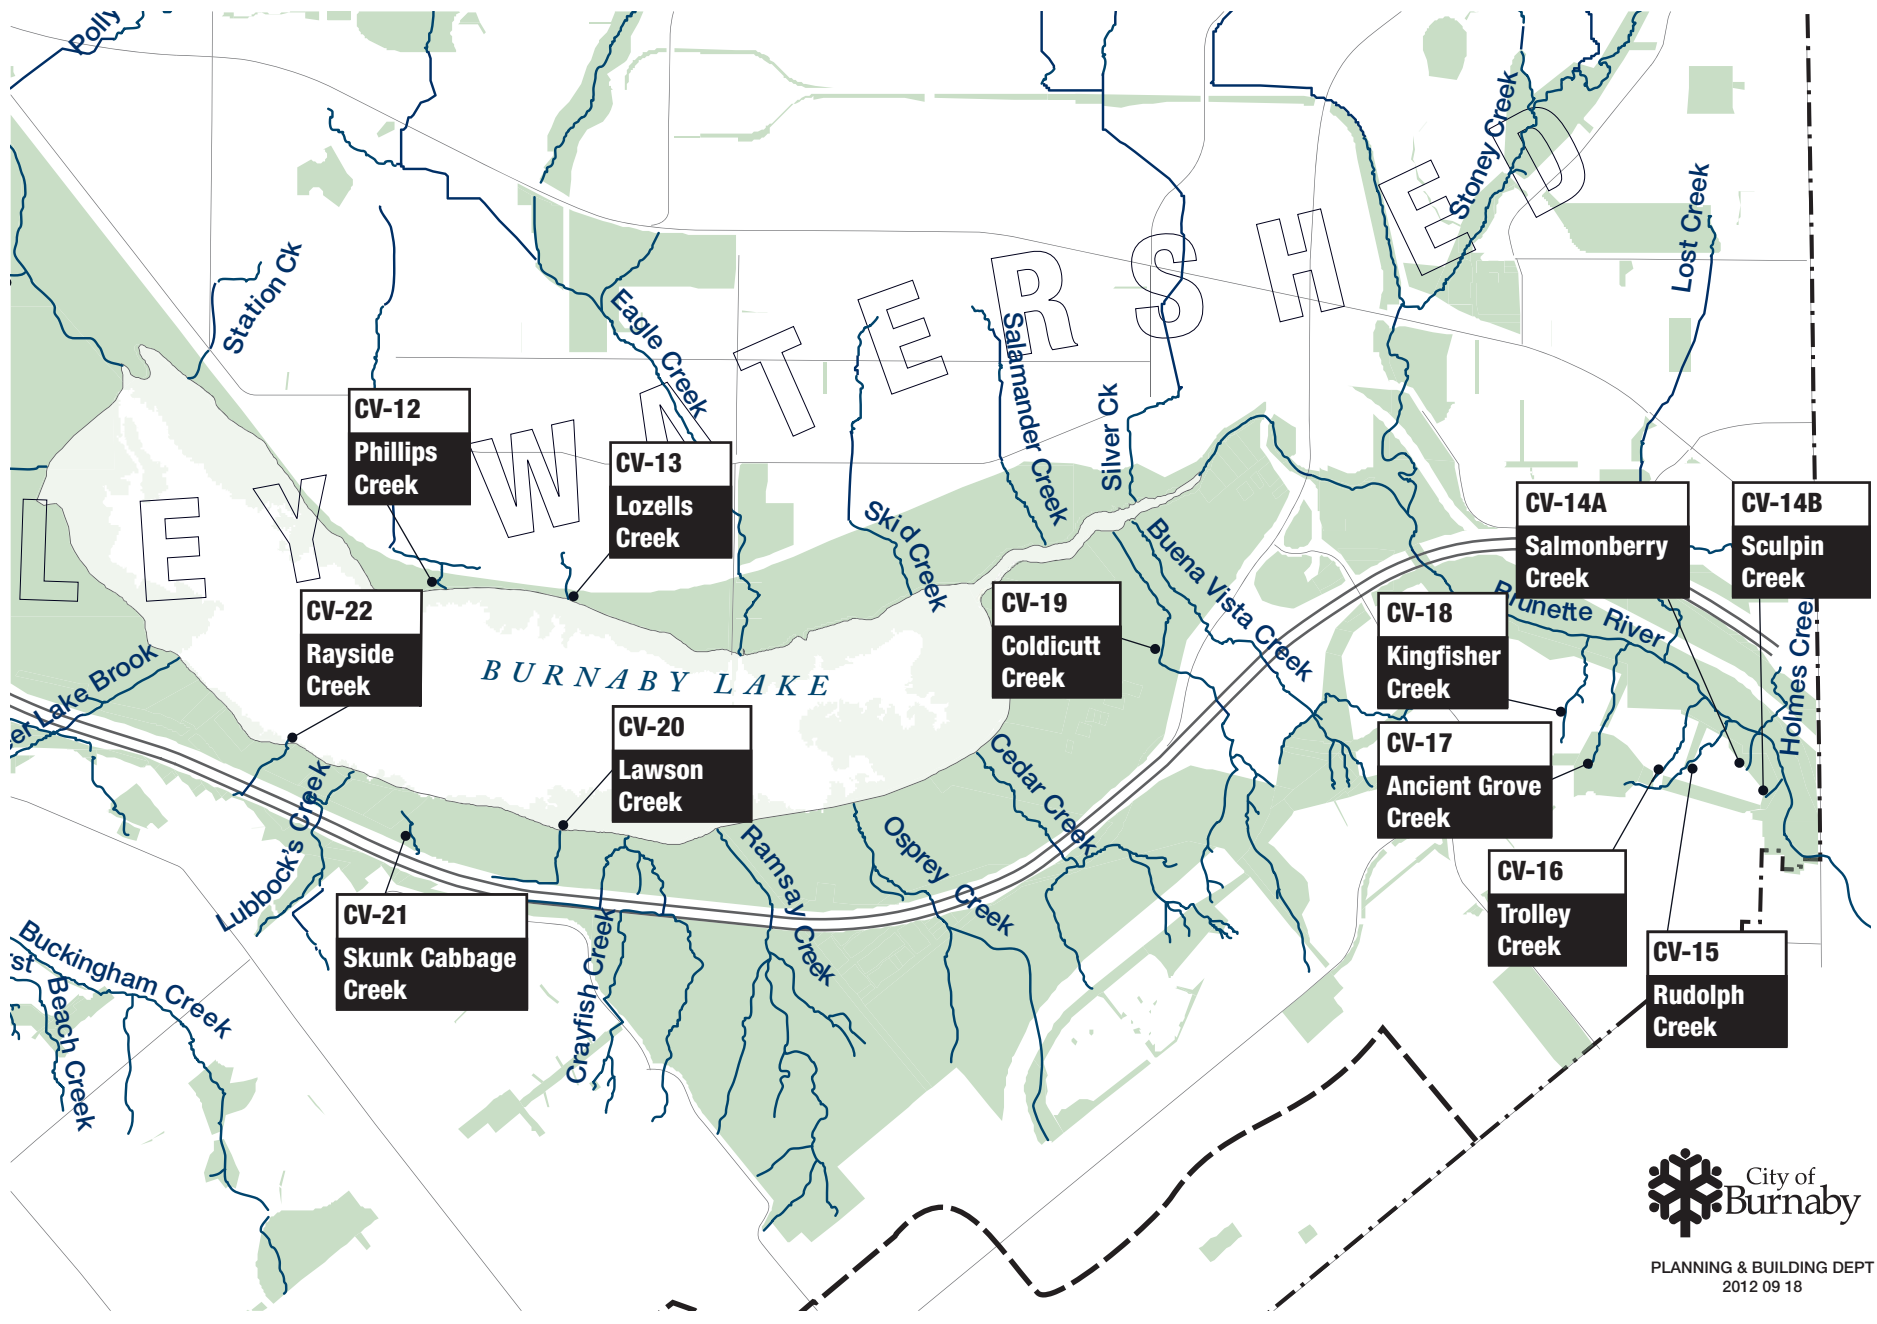 Polly
Station Ck
Eagle Creek
Salamander Creek
Silver Ck
Stoney Creek
Lost Creek
LEY WATERSHED
CV-12
Phillips
Creek
CV-13
Lozells
Creek
Skid Creek
Buena Vista Creek
CV-14A
Salmonberry
Creek
CV-14B
Sculpin
Creek
CV-22
Rayside
Creek
BURNABY LAKE
CV-19
Coldicutt
Creek
CV-18
Kingfisher
Creek
Brunette River
Holmes Cree
er Lake Brook
CV-20
Lawson
Creek
CV-17
Ancient Grove
Creek
Cedar Creek
Lubbock's Creek
Ramsay Creek
Osprey Creek
CV-16
Trolley
Creek
CV-21
Skunk Cabbage
Creek
CV-15
Rudolph
Creek
Crayfish Creek
Buckingham Creek
rst
Beach Creek
City of
Burnaby
PLANNING & BUILDING DEPT
2012 09 18